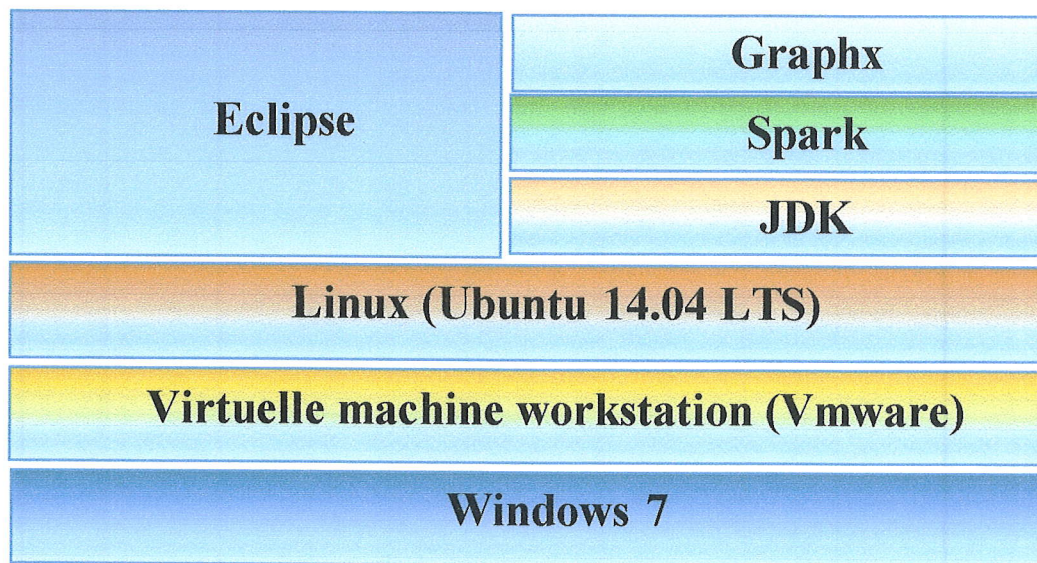 Eclipse
Graphx
Spark
JDK
Linux (Ubuntu 14.04 LTS)
Virtuelle machine workstation (Vmware)
Windows 7